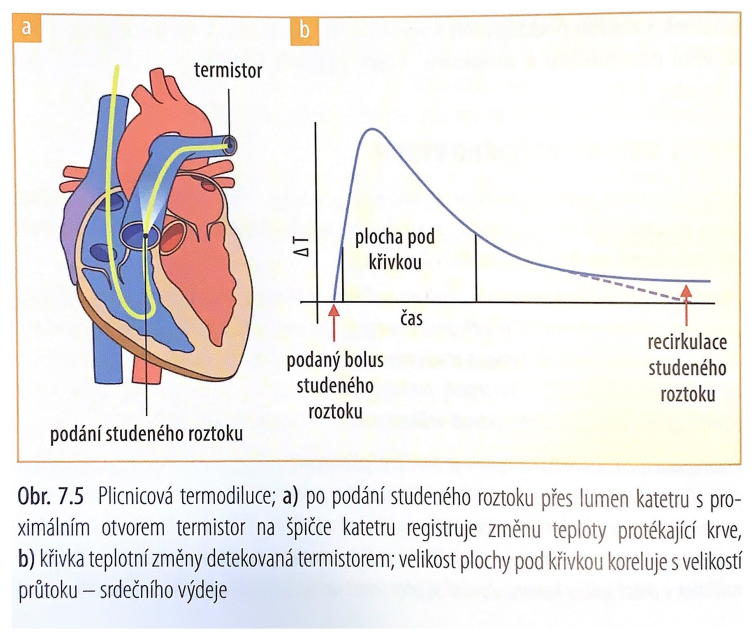 a
b
termistor
podání studeného roztoku
ΔT
plocha pod
křivkou
čas
podaný bolus
studeného
roztoku
recirkulace
studeného
roztoku
Obr. 7.5 Plicnicová termodiluce; a) po podání studeného roztoku přes lumen katetru s pro-
ximálním otvorem termistor na špičce katetru registruje změnu teploty protékající krve,
b) křivka teplotní změny detekovaná termistorem; velikost plochy pod křivkou koreluje s velikostí
průtoku – srdečního výdeje